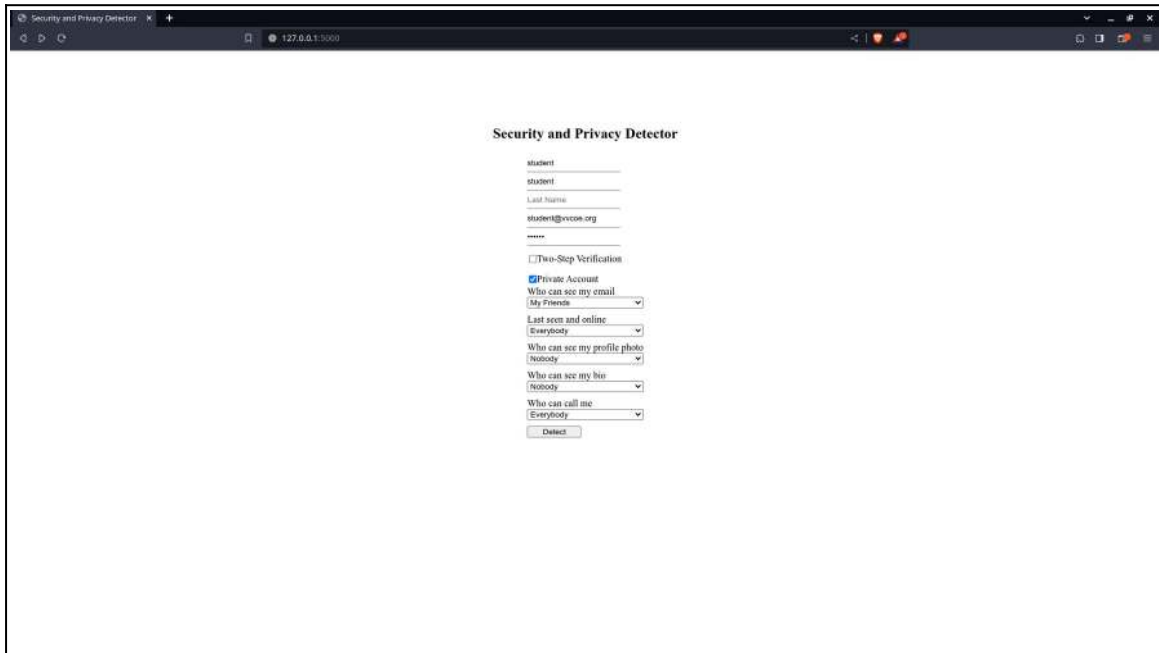 Security and Privacy Detector
127.0.0.1:5000
Security and Privacy Detector
student
student
Last Name
student@vvcoe.org
••••••
Two-Step Verification
Private Account
Who can see my email
My Friends
Last seen and online
Everybody
Who can see my profile photo
Nobody
Who can see my bio
Nobody
Who can call me
Everybody
Detect